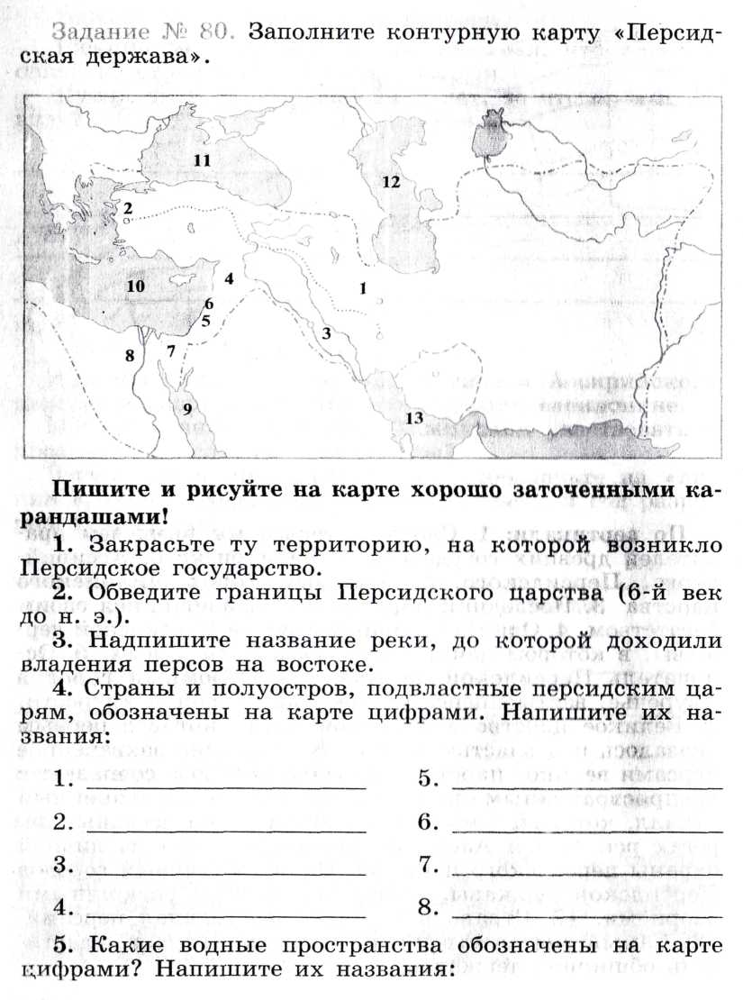 Задание № 80. Заполните контурную карту «Персид-
ская держава».
11
12
2
10
4
1
6
5
3
8
7
9
13
Пишите и рисуйте на карте хорошо заточенными ка-
рандашами!
1. Закрасьте ту территорию, на которой возникло
Персидское государство.
2. Обведите границы Персидского царства (6-й век
до н. э.).
3. Надпишите название реки, до которой доходили
владения персов на востоке.
4. Страны и полуостров, подвластные персидским ца-
рям, обозначены на карте цифрами. Напишите их на-
звания:
1. 5.
2. 6.
3. 7.
4. 8.
5. Какие водные пространства обозначены на карте
цифрами? Напишите их названия: